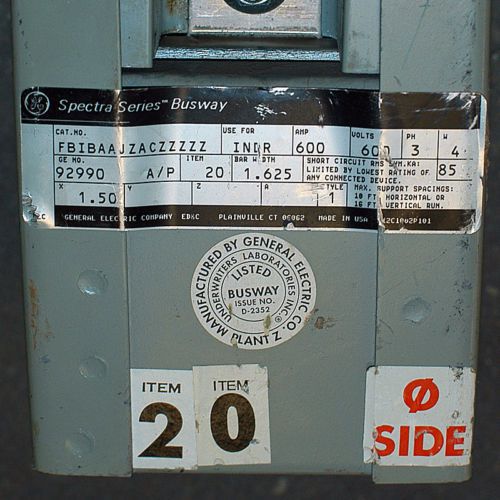 Spectra Series™ Busway
CAT.NO. USE FOR AMP VOLTS PH W
FBIBAAJZACZZZZZ INDR 600 600 3 4
GE NO. ITEM BAR WIDTH SHORT CIRCUIT RMS SYM.KA:
92990 A/P 20 1.625 LIMITED BY LOWEST RATING OF 85
ANY CONNECTED DEVICE.
X Y Z A STYLE MAX. SUPPORT SPACINGS:
1.50 1 10 FT HORIZONTAL OR
16 FT VERTICAL RUN.
GENERAL ELECTRIC COMPANY ED&C PLAINVILLE CT 06062 MADE IN USA
MANUFACTURED BY GENERAL ELECTRIC CO.
UNDERWRITERS LABORATORIES INC.®
LISTED
BUSWAY
ISSUE NO.
D-2352
PLANT Z
ITEM ITEM
2 0
Ø
SIDE